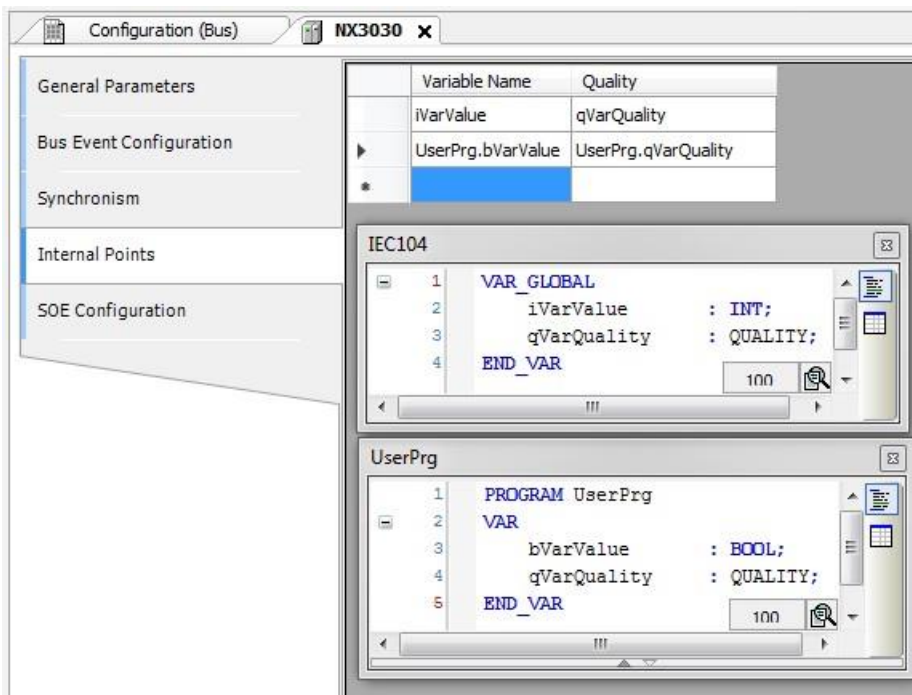 Configuration (Bus) NX3030 x
General Parameters
Bus Event Configuration
Synchronism
Internal Points
SOE Configuration
Variable Name Quality
iVarValue qVarQuality
UserPrg.bVarValue UserPrg.qVarQuality
IEC104
1 VAR_GLOBAL
2 iVarValue : INT;
3 qVarQuality : QUALITY;
4 END_VAR
100
UserPrg
1 PROGRAM UserPrg
2 VAR
3 bVarValue : BOOL;
4 qVarQuality : QUALITY;
5 END_VAR
100